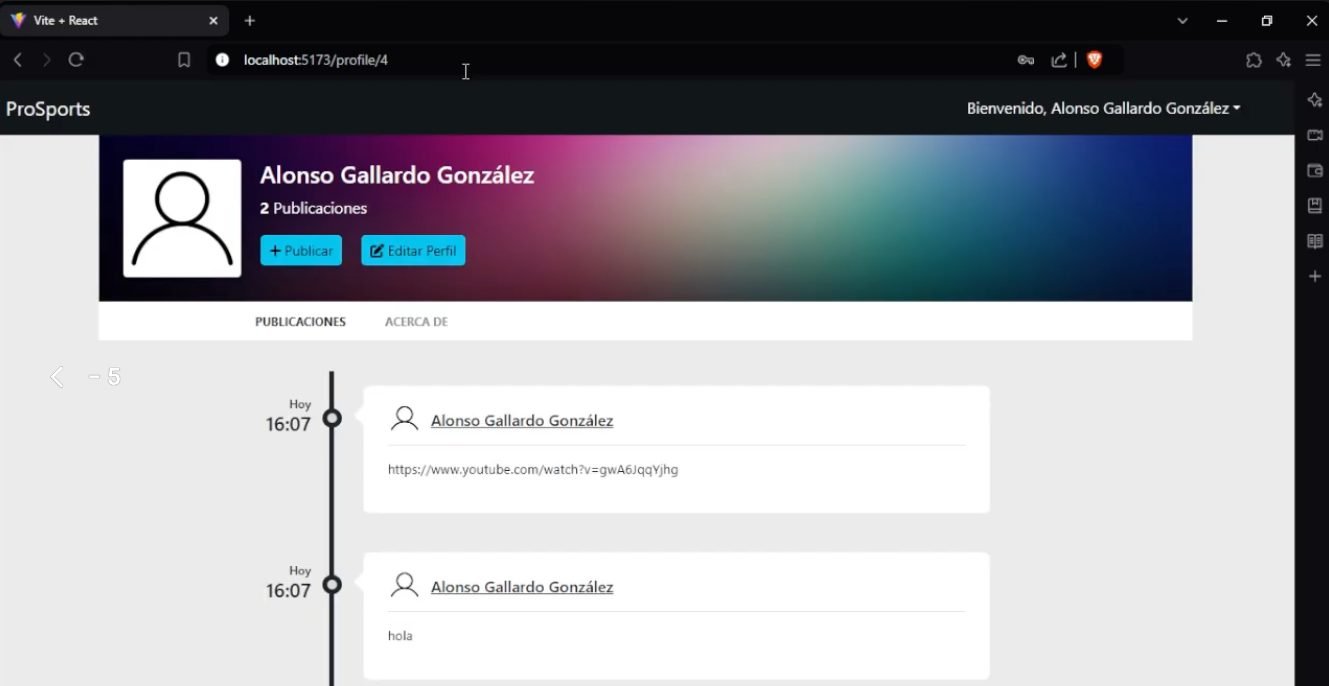 Vite + React
localhost:5173/profile/4
ProSports
Bienvenido, Alonso Gallardo González
Alonso Gallardo González
2 Publicaciones
+ Publicar
Editar Perfil
PUBLICACIONES
ACERCA DE
- 5
Hoy
16:07
Alonso Gallardo González
https://www.youtube.com/watch?v=gwA6JqqYjhg
Hoy
16:07
Alonso Gallardo González
hola